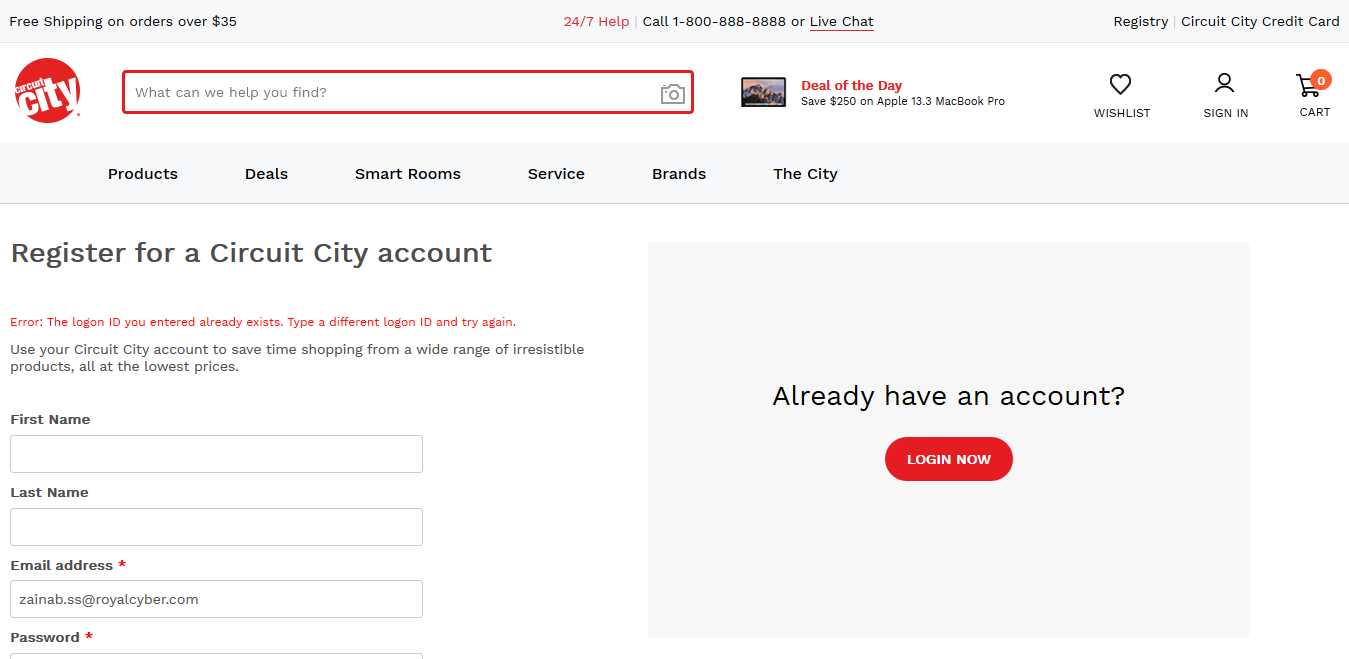 Free Shipping on orders over $35
24/7 Help | Call 1-800-888-8888 or Live Chat
Registry | Circuit City Credit Card
circuit
city
What can we help you find?
Deal of the Day
Save $250 on Apple 13.3 MacBook Pro
WISHLIST
SIGN IN
0
CART
Products
Deals
Smart Rooms
Service
Brands
The City
Register for a Circuit City account
Error: The logon ID you entered already exists. Type a different logon ID and try again.
Use your Circuit City account to save time shopping from a wide range of irresistible
products, all at the lowest prices.
First Name
Last Name
Email address *
zainab.ss@royalcyber.com
Password *
Already have an account?
LOGIN NOW